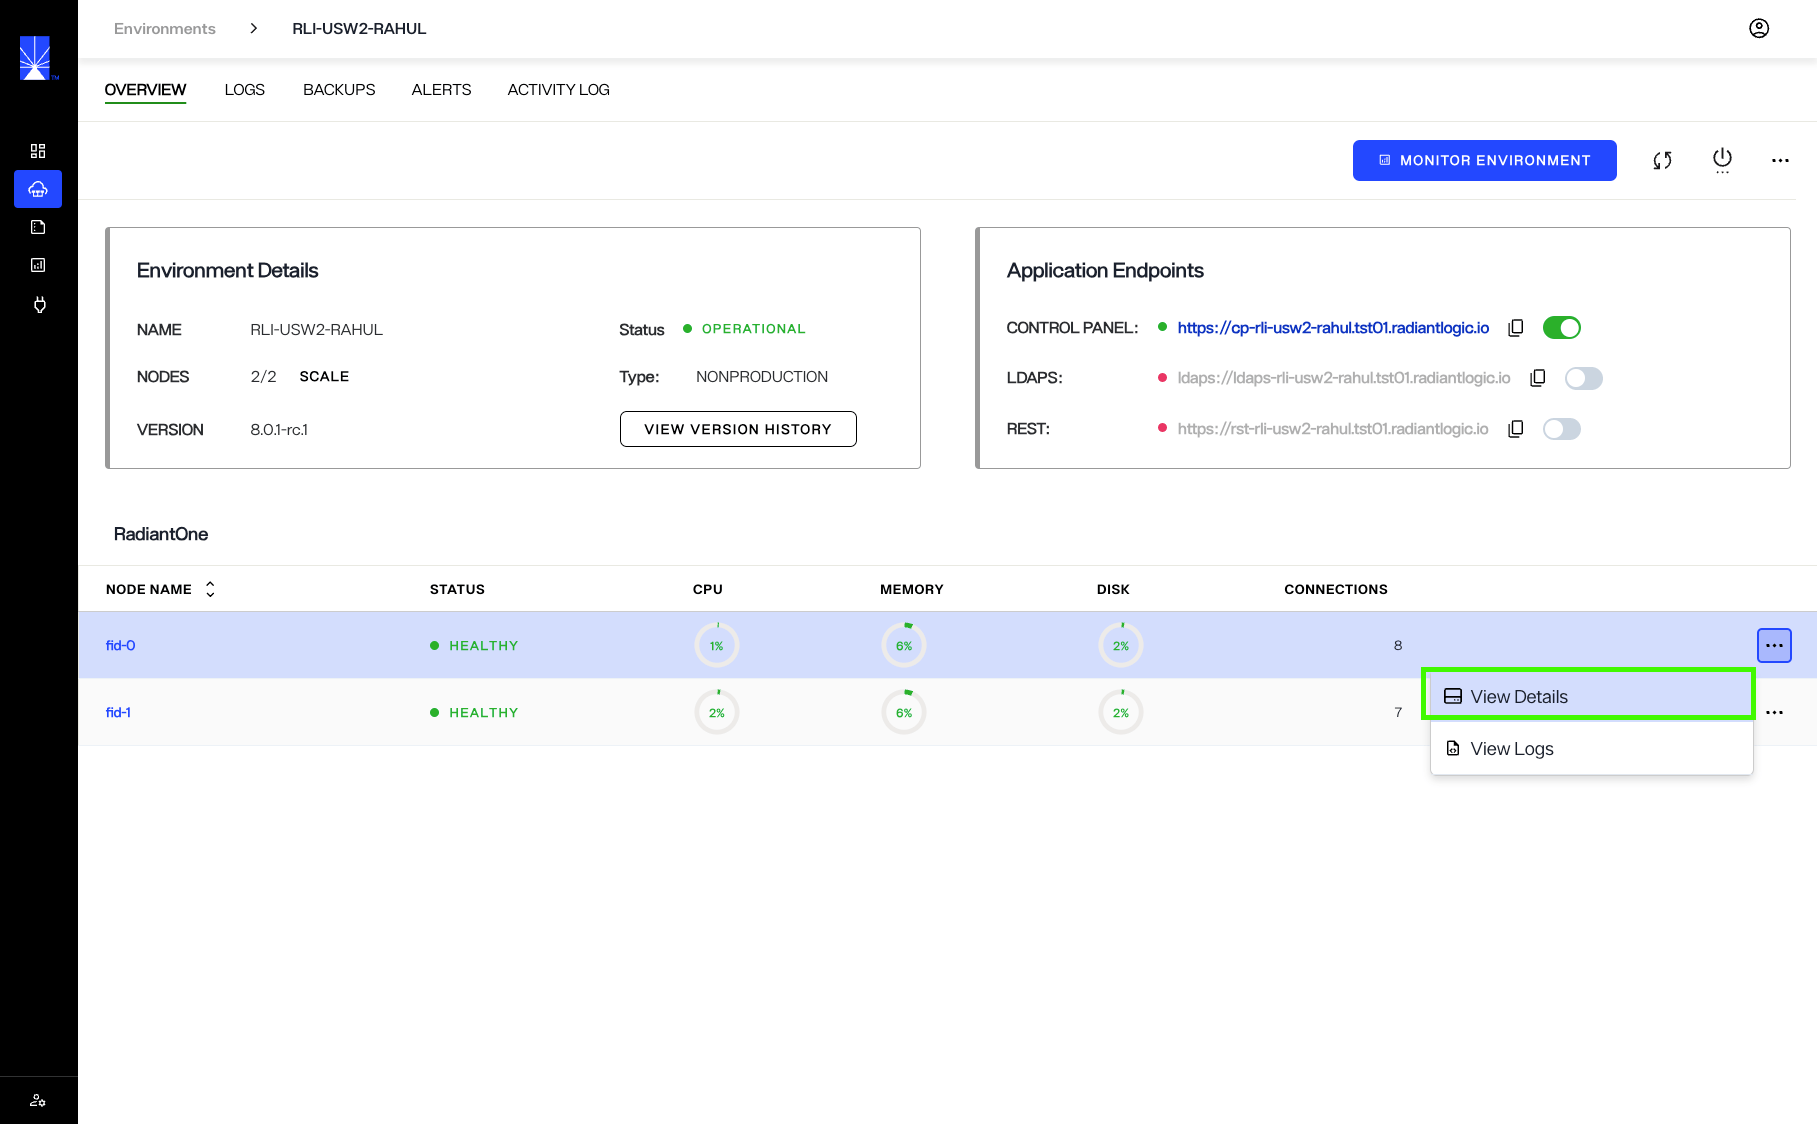 Environments > RLI-USW2-RAHUL
TM
OVERVIEW LOGS BACKUPS ALERTS ACTIVITY LOG
MONITOR ENVIRONMENT
Environment Details
NAME RLI-USW2-RAHUL Status OPERATIONAL
NODES 2/2 SCALE Type: NONPRODUCTION
VERSION 8.0.1-rc.1 VIEW VERSION HISTORY
Application Endpoints
CONTROL PANEL: https://cp-rli-usw2-rahul.tst01.radiantlogic.io
LDAPS: ldaps://ldaps-rli-usw2-rahul.tst01.radiantlogic.io
REST: https://rst-rli-usw2-rahul.tst01.radiantlogic.io
RadiantOne
NODE NAME STATUS CPU MEMORY DISK CONNECTIONS
fid-0 HEALTHY 1% 6% 2% 8
fid-1 HEALTHY 2% 6% 2% 7
View Details
View Logs